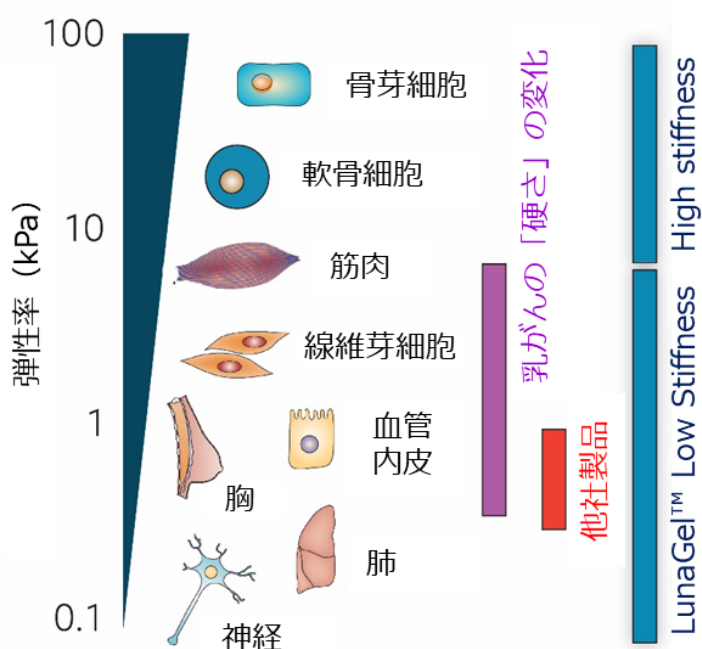 100
10
1
0.1
弾性率（kPa）
骨芽細胞
軟骨細胞
筋肉
線維芽細胞
血管
内皮
胸
肺
神経
乳がんの「硬さ」の変化
他社製品
High stiffness
LunaGel™ Low Stiffness